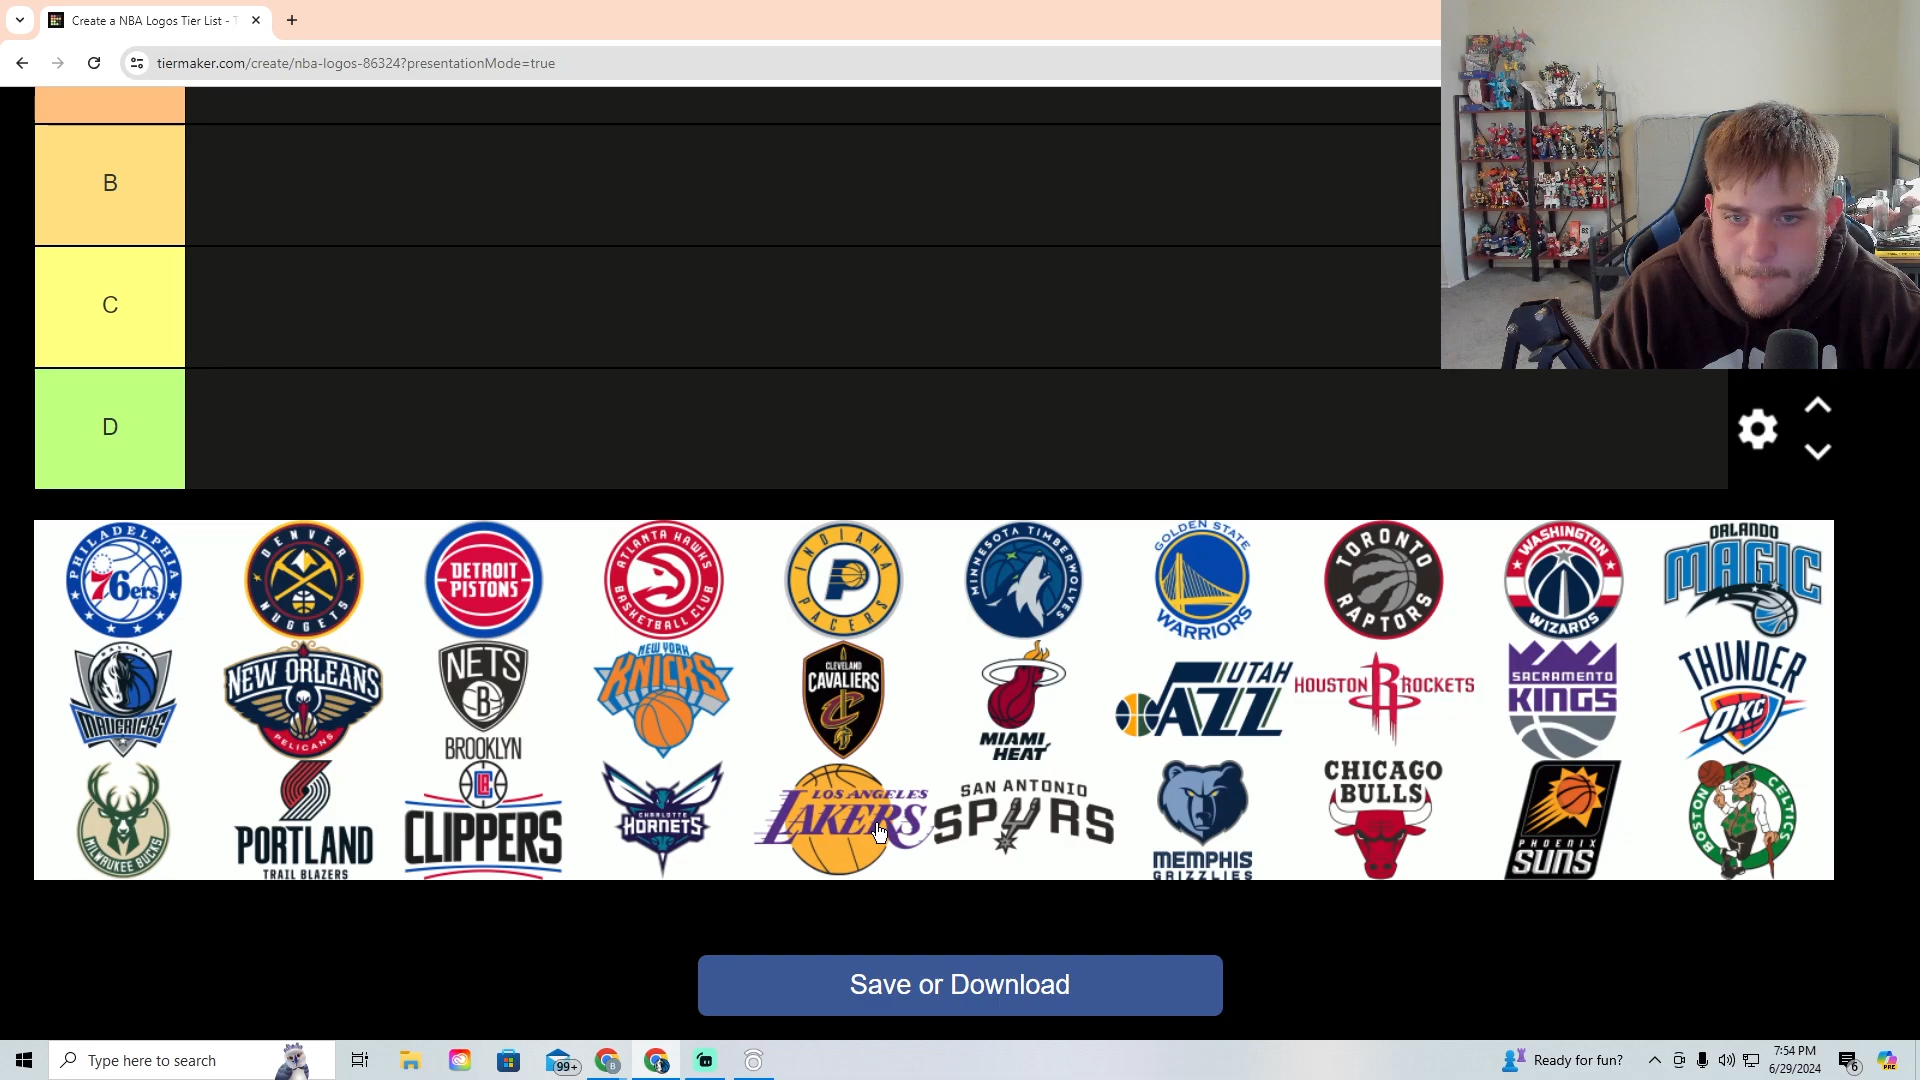 Create a NBA Logos Tier List - T
tiermaker.com/create/nba-logos-86324?presentationMode=true
B
C
D
PHILADELPHIA 76ers
DENVER NUGGETS
DETROIT PISTONS
ATLANTA HAWKS BASKETBALL CLUB
INDIANA PACERS
MINNESOTA TIMBERWOLVES
GOLDEN STATE WARRIORS
TORONTO RAPTORS
WASHINGTON WIZARDS
ORLANDO MAGIC
DALLAS MAVERICKS
NEW ORLEANS PELICANS
NETS B BROOKLYN
NEW YORK KNICKS
CLEVELAND CAVALIERS C
MIAMI HEAT
UTAH JAZZ
HOUSTON R ROCKETS
SACRAMENTO KINGS
THUNDER OKC
MILWAUKEE BUCKS
PORTLAND TRAIL BLAZERS
LA CLIPPERS
CHARLOTTE HORNETS
LOS ANGELES LAKERS
SAN ANTONIO SPURS
MEMPHIS GRIZZLIES
CHICAGO BULLS
PHOENIX SUNS
BOSTON CELTICS
Save or Download
Type here to search
99+
Ready for fun?
7:54 PM
6/29/2024
6
PRE